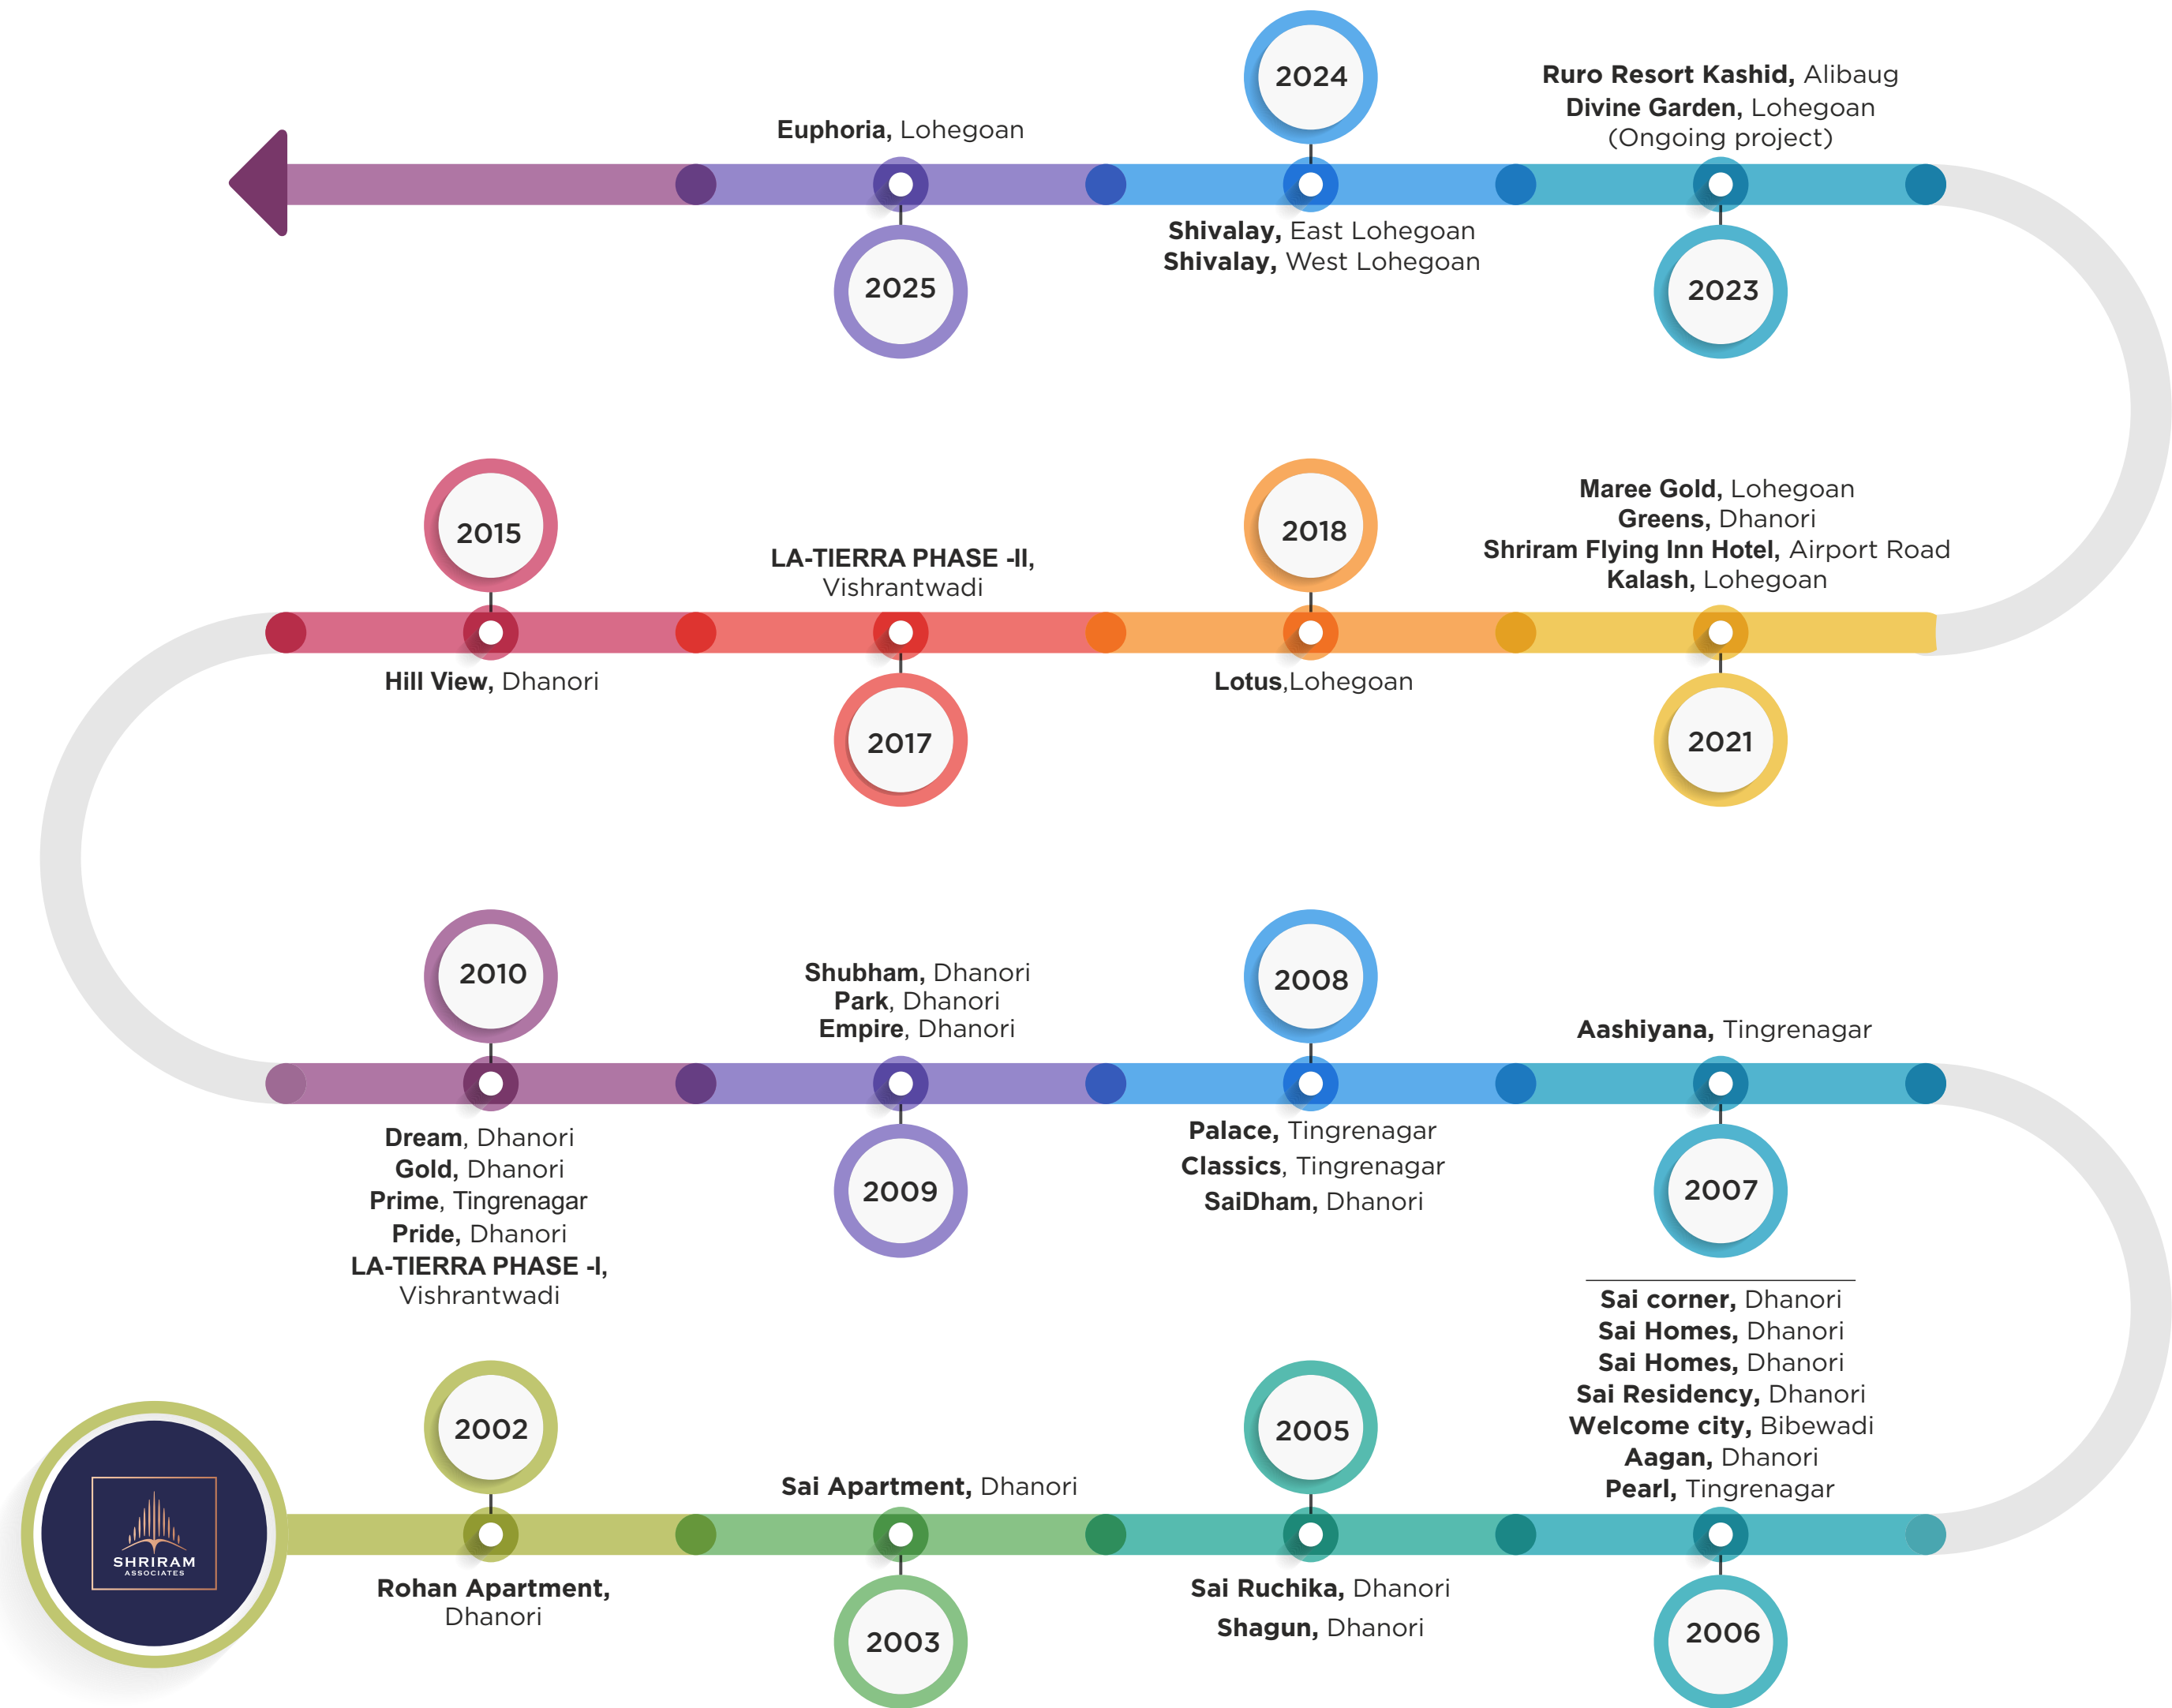 2024
Ruro Resort Kashid, Alibaug
Divine Garden, Lohegoan
(Ongoing project)
Euphoria, Lohegoan
Shivalay, East Lohegoan
Shivalay, West Lohegoan
2025
2023
2015
LA-TIERRA PHASE -II,
Vishrantwadi
2018
Maree Gold, Lohegoan
Greens, Dhanori
Shriram Flying Inn Hotel, Airport Road
Kalash, Lohegoan
Hill View, Dhanori
2017
Lotus,Lohegoan
2021
2010
Shubham, Dhanori
Park, Dhanori
Empire, Dhanori
2008
Aashiyana, Tingrenagar
Dream, Dhanori
Gold, Dhanori
Prime, Tingrenagar
Pride, Dhanori
LA-TIERRA PHASE -I,
Vishrantwadi
2009
Palace, Tingrenagar
Classics, Tingrenagar
SaiDham, Dhanori
2007
Sai corner, Dhanori
Sai Homes, Dhanori
Sai Homes, Dhanori
Sai Residency, Dhanori
Welcome city, Bibewadi
Aagan, Dhanori
Pearl, Tingrenagar
SHRIRAM
ASSOCIATES
2002
Rohan Apartment,
Dhanori
Sai Apartment, Dhanori
2003
2005
Sai Ruchika, Dhanori
Shagun, Dhanori
2006